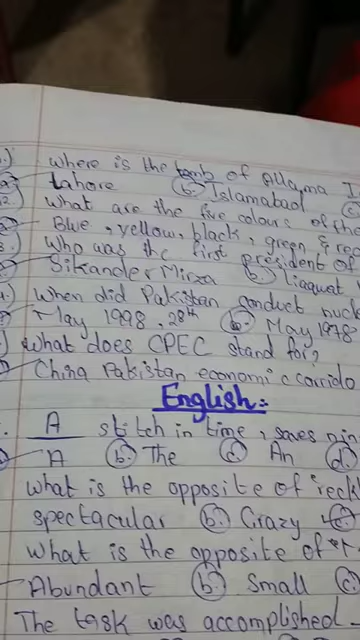 Where is the tomb of Allama
Lahore (b.) Islamabad
What are the five colours of the
Blue, yellow, black, green & red
Who was the first president of
Sikander Mirza (b.) Liaquat
When did Pakistan conduct
May 1998, 28th (b.) May 1998
What does CPEC stand for?
China Pakistan economic corrido
English:-
A stitch in time, saves nin
A (b.) The (c) An (d.)
What is the opposite of
spectacular (b.) Crazy (c.)
What is the opposite of
Abundant (b.) Small (c.)
The task was accomplished